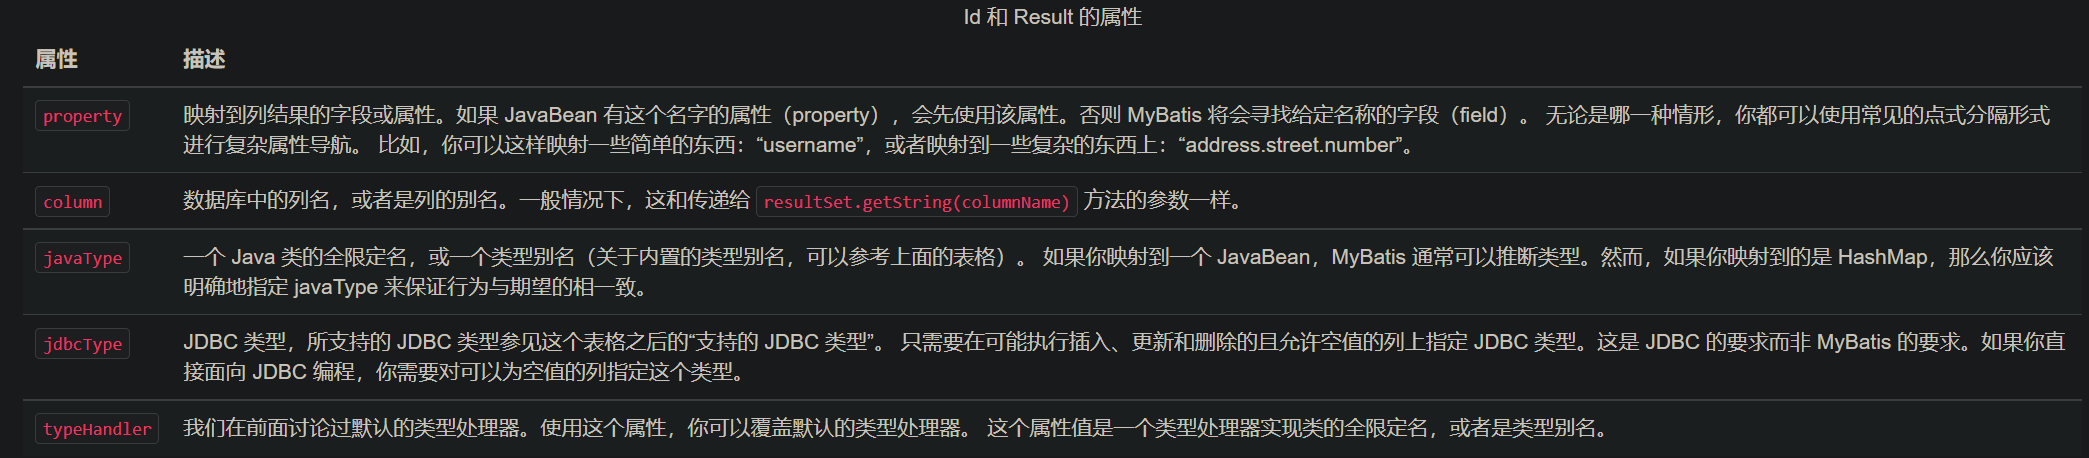 Id 和 Result 的属性
属性 描述
property 映射到列结果的字段或属性。如果 JavaBean 有这个名字的属性（property），会先使用该属性。否则 MyBatis 将会寻找给定名称的字段（field）。 无论是哪一种情形，你都可以使用常见的点式分隔形式
进行复杂属性导航。 比如，你可以这样映射一些简单的东西：“username”，或者映射到一些复杂的东西上：“address.street.number”。
column 数据库中的列名，或者是列的别名。一般情况下，这和传递给 resultSet.getString(columnName) 方法的参数一样。
javaType 一个 Java 类的全限定名，或一个类型别名（关于内置的类型别名，可以参考上面的表格）。 如果你映射到一个 JavaBean，MyBatis 通常可以推断类型。然而，如果你映射到的是 HashMap，那么你应该
明确地指定 javaType 来保证行为与期望的相一致。
jdbcType JDBC 类型，所支持的 JDBC 类型参见这个表格之后的“支持的 JDBC 类型”。 只需要在可能执行插入、更新和删除的且允许空值的列上指定 JDBC 类型。这是 JDBC 的要求而非 MyBatis 的要求。如果你直
接面向 JDBC 编程，你需要对可以为空值的列指定这个类型。
typeHandler 我们在前面讨论过默认的类型处理器。使用这个属性，你可以覆盖默认的类型处理器。 这个属性值是一个类型处理器实现类的全限定名，或者是类型别名。